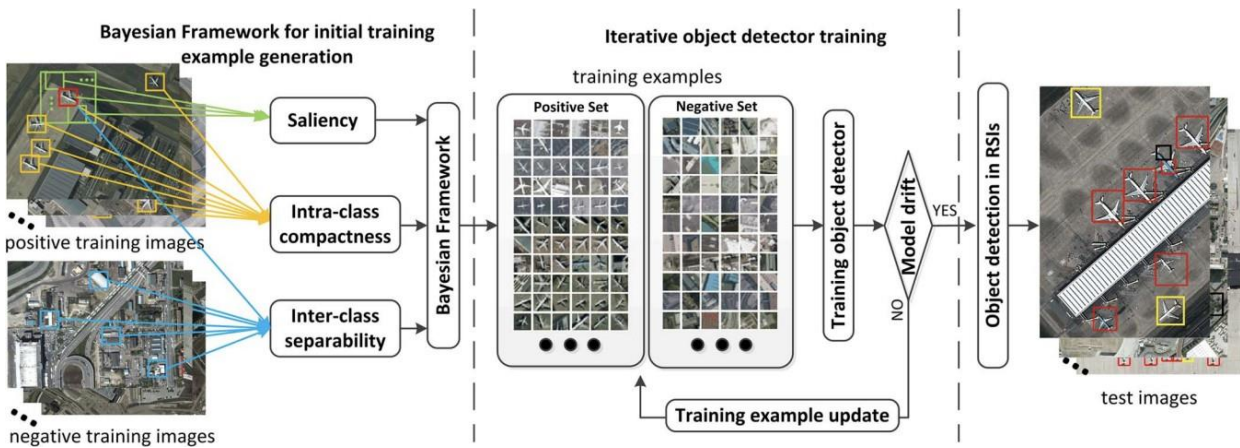 Bayesian Framework for initial training
example generation
positive training images
negative training images
Saliency
Intra-class
compactness
Inter-class
separability
Bayesian Framework
Iterative object detector training
training examples
Positive Set
Negative Set
Training object detector
Model drift
YES
NO
Training example update
Object detection in RSIs
test images